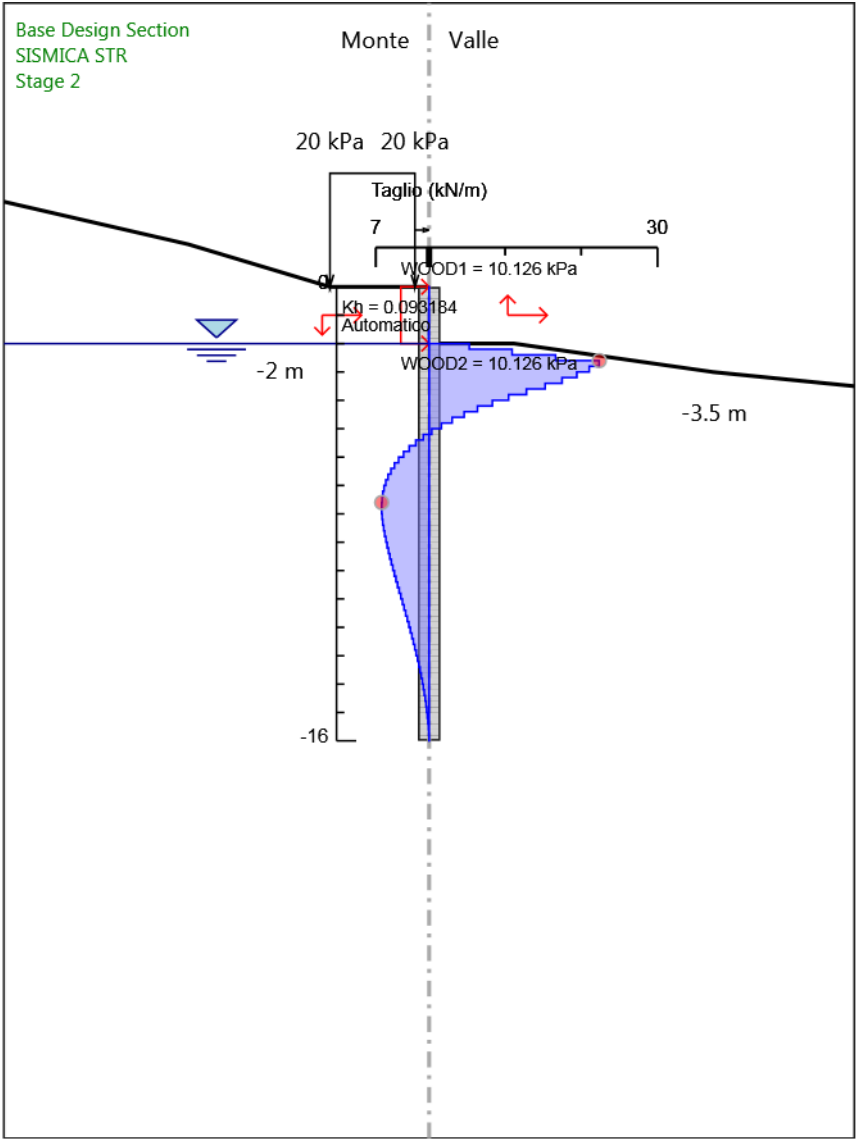 Base Design Section
SISMICA STR
Stage 2
Monte Valle
20 kPa 20 kPa
Taglio (kN/m)
7 30
WOOD1 = 10.126 kPa
0
Kh = 0.093184
Automatico
WOOD2 = 10.126 kPa
-2 m
-3.5 m
-16